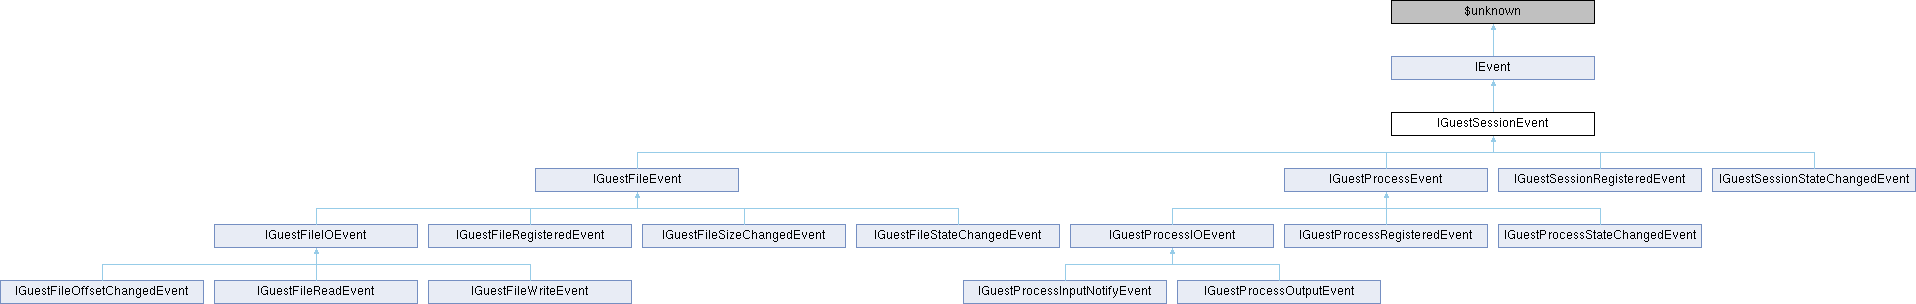 $unknown
IEvent
IGuestSessionEvent
IGuestFileEvent
IGuestProcessEvent
IGuestSessionRegisteredEvent
IGuestSessionStateChangedEvent
IGuestFileIOEvent
IGuestFileRegisteredEvent
IGuestFileSizeChangedEvent
IGuestFileStateChangedEvent
IGuestProcessIOEvent
IGuestProcessRegisteredEvent
IGuestProcessStateChangedEvent
IGuestFileOffsetChangedEvent
IGuestFileReadEvent
IGuestFileWriteEvent
IGuestProcessInputNotifyEvent
IGuestProcessOutputEvent